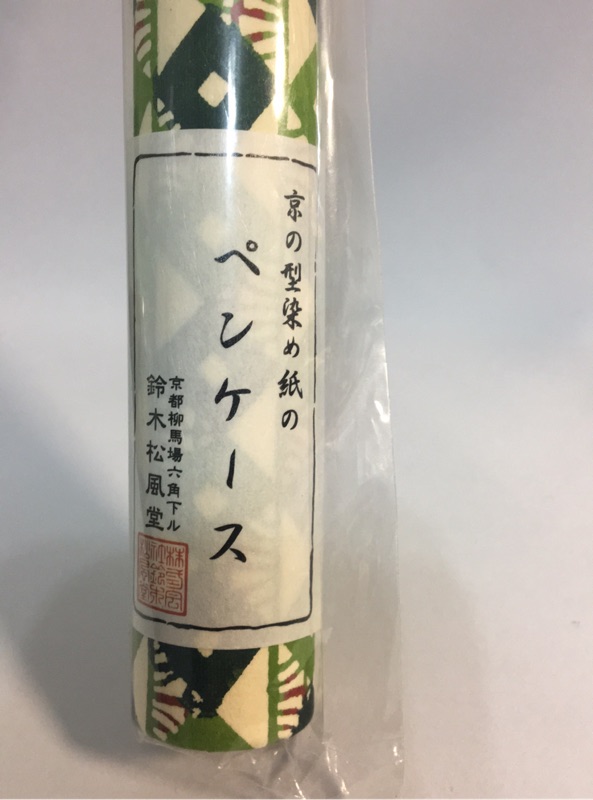 京の型染め紙の
ペンケース
京都柳馬場六角下ル
鈴木松風堂